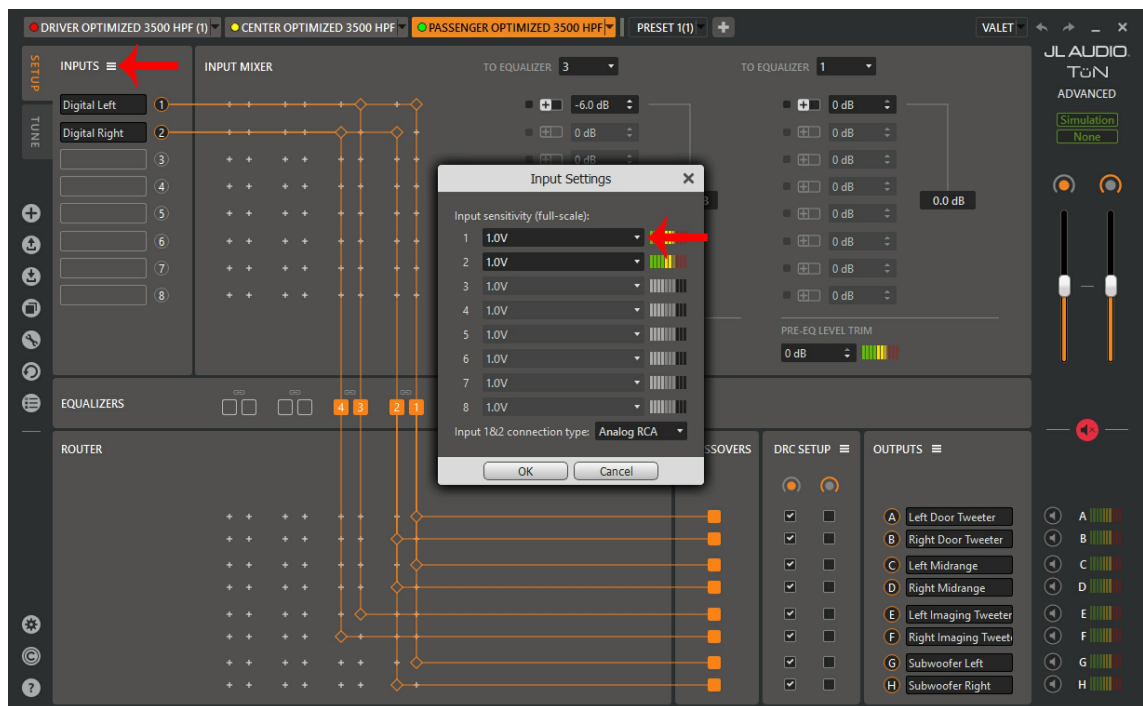 DRIVER OPTIMIZED 3500 HPF (1) CENTER OPTIMIZED 3500 HPF PASSENGER OPTIMIZED 3500 HPF PRESET 1(1) VALET
JL AUDIO
TüN
ADVANCED
Simulation
None
SETUP
TUNE
INPUTS
Digital Left 1
Digital Right 2
3
4
5
6
7
8
INPUT MIXER
TO EQUALIZER 3
-6.0 dB
0 dB
0 dB
TO EQUALIZER 1
0 dB
0 dB
0 dB
0 dB
0 dB
0 dB
0 dB
0 dB
0.0 dB
PRE-EQ LEVEL TRIM
0 dB
Input Settings
Input sensitivity (full-scale):
1 1.0V
2 1.0V
3 1.0V
4 1.0V
5 1.0V
6 1.0V
7 1.0V
8 1.0V
Input 1&2 connection type: Analog RCA
OK Cancel
EQUALIZERS
4 3 2 1
ROUTER
SSOVERS
DRC SETUP
OUTPUTS
A Left Door Tweeter A
B Right Door Tweeter B
C Left Midrange C
D Right Midrange D
E Left Imaging Tweeter E
F Right Imaging Tweet F
G Subwoofer Left G
H Subwoofer Right H